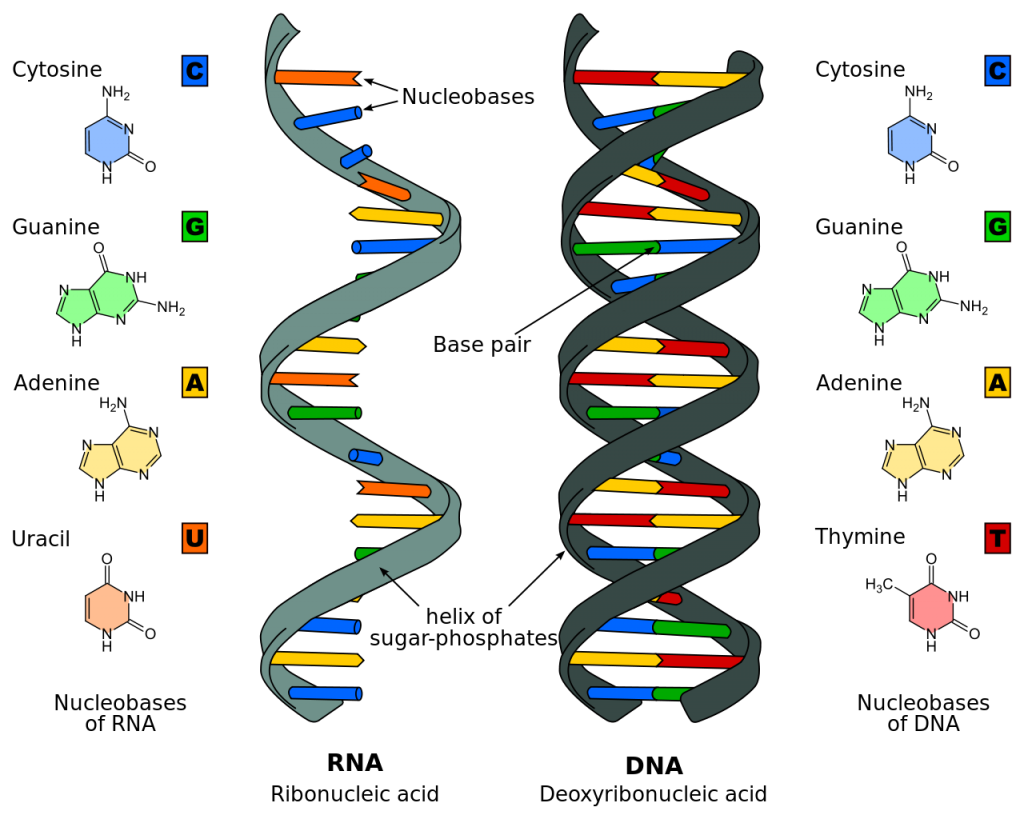 Cytosine
C
NH2
N
N
H
O
Guanine
G
O
N
NH
N
H
N
NH2
Adenine
A
H2N
N
N
N
H
N
Uracil
U
O
NH
N
H
O
Nucleobases
of RNA
Nucleobases
Base pair
helix of
sugar-phosphates
RNA
Ribonucleic acid
DNA
Deoxyribonucleic acid
Cytosine
C
NH2
N
N
H
O
Guanine
G
O
N
NH
N
H
N
NH2
Adenine
A
H2N
N
N
N
H
N
Thymine
T
O
H3C
NH
N
H
O
Nucleobases
of DNA